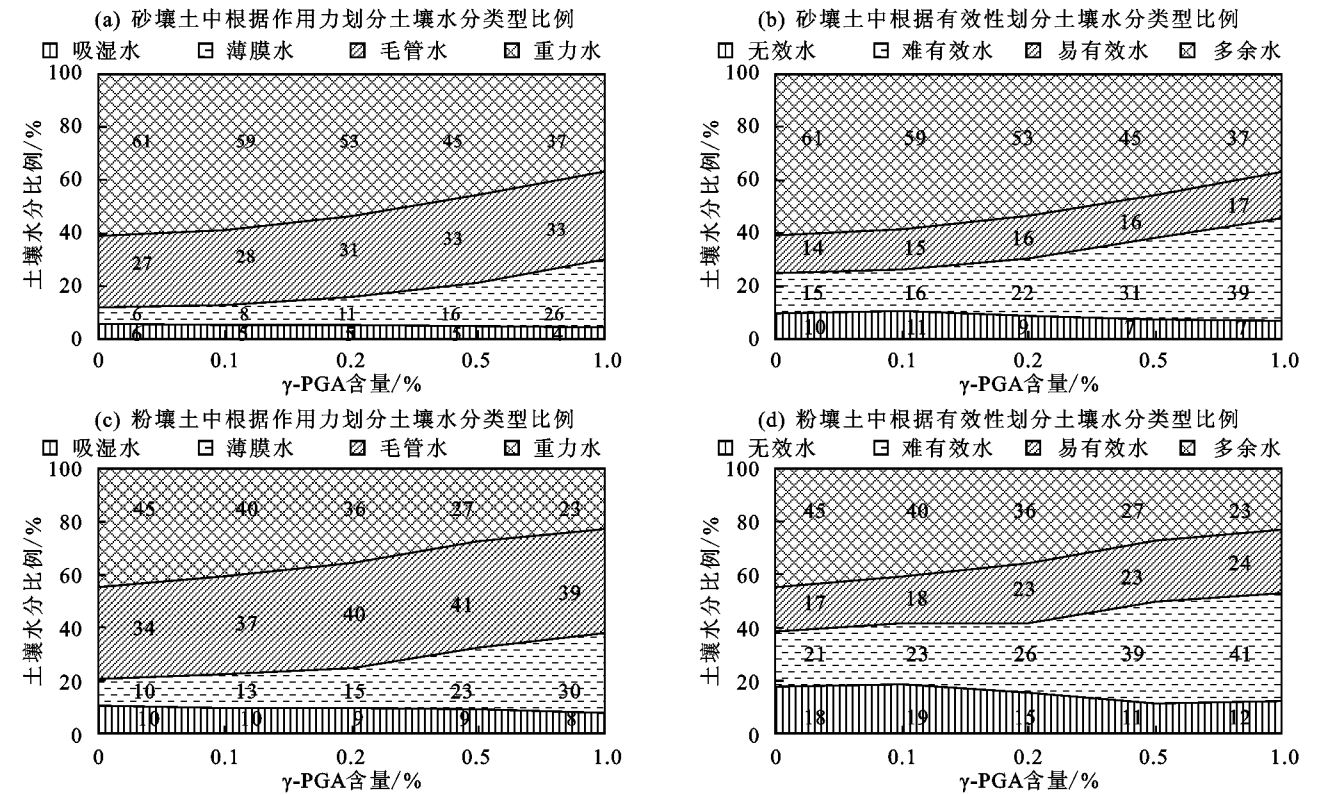 (a) 砂壤土中根据作用力划分土壤水分类型比例
吸湿水 薄膜水 毛管水 重力水
土壤水分比例/%
100
80
60
40
20
0
61 59 53 45 37
27 28 31 33 33
6 8 11 16 26
6 5 5 5 4
0 0.1 0.2 0.5 1.0
γ-PGA含量/%
(b) 砂壤土中根据有效性划分土壤水分类型比例
无效水 难有效水 易有效水 多余水
土壤水分比例/%
100
80
60
40
20
0
61 59 53 45 37
14 15 16 16 17
15 16 22 31 39
10 11 9 7 7
0 0.1 0.2 0.5 1.0
γ-PGA含量/%
(c) 粉壤土中根据作用力划分土壤水分类型比例
吸湿水 薄膜水 毛管水 重力水
土壤水分比例/%
100
80
60
40
20
0
45 40 36 27 23
34 37 40 41 39
10 13 15 23 30
10 10 9 9 8
0 0.1 0.2 0.5 1.0
γ-PGA含量/%
(d) 粉壤土中根据有效性划分土壤水分类型比例
无效水 难有效水 易有效水 多余水
土壤水分比例/%
100
80
60
40
20
0
45 40 36 27 23
17 18 23 23 24
21 23 26 39 41
18 19 15 11 12
0 0.1 0.2 0.5 1.0
γ-PGA含量/%